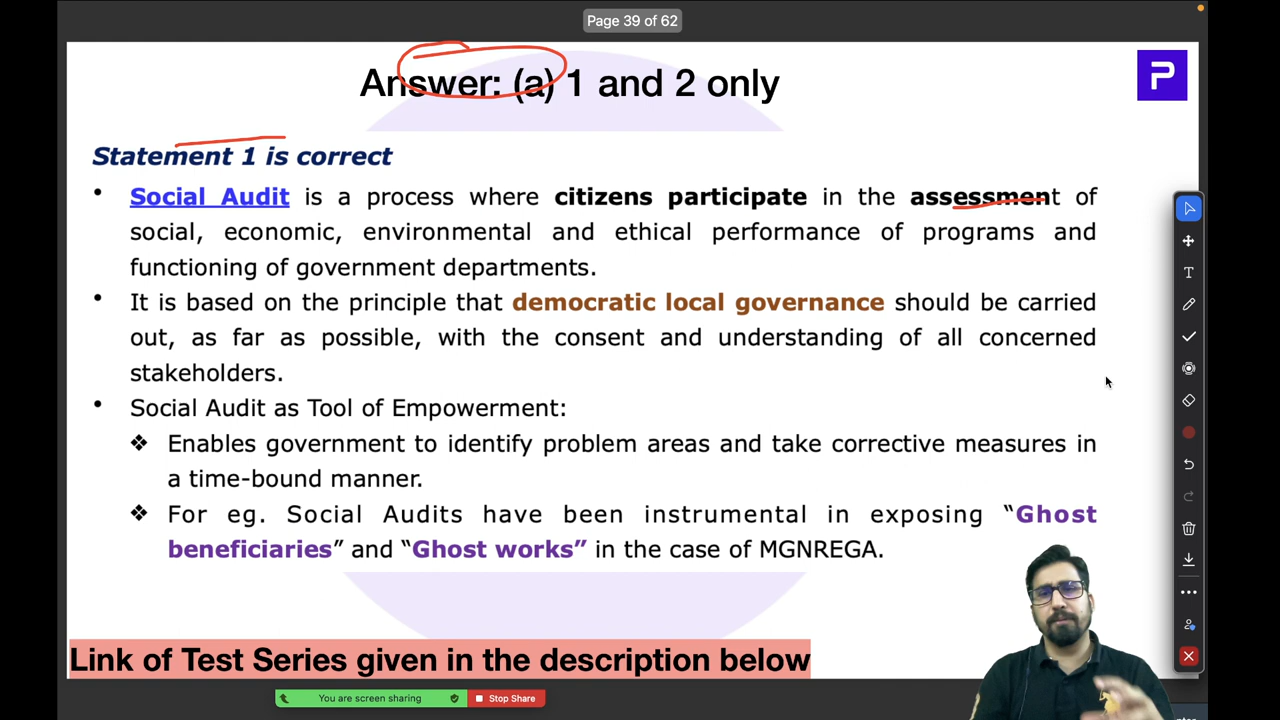 Page 39 of 62
Answer: (a) 1 and 2 only
P
Statement 1 is correct
• Social Audit is a process where citizens participate in the assessment of
social, economic, environmental and ethical performance of programs and
functioning of government departments.
• It is based on the principle that democratic local governance should be carried
out, as far as possible, with the consent and understanding of all concerned
stakeholders.
• Social Audit as Tool of Empowerment:
❖ Enables government to identify problem areas and take corrective measures in
a time-bound manner.
❖ For eg. Social Audits have been instrumental in exposing “Ghost
beneficiaries” and “Ghost works” in the case of MGNREGA.
T
Link of Test Series given in the description below
You are screen sharing
Stop Share